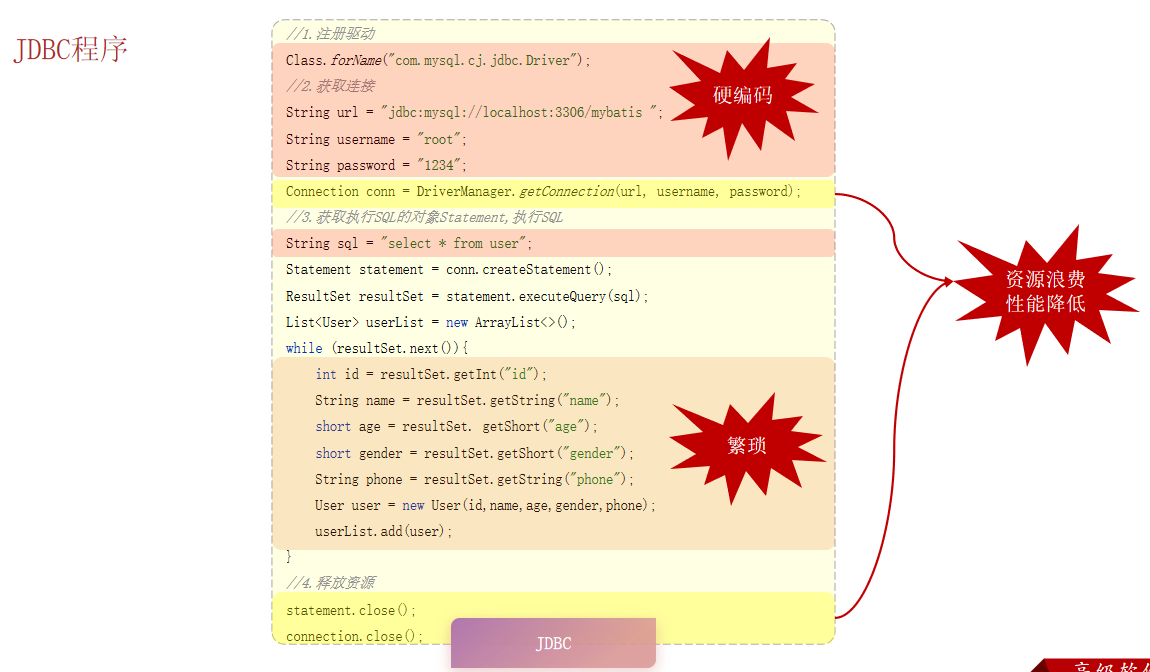 JDBC程序
//1.注册驱动
Class.forName("com.mysql.cj.jdbc.Driver");
//2.获取连接
String url = "jdbc:mysql://localhost:3306/mybatis ";
String username = "root";
String password = "1234";
硬编码
Connection conn = DriverManager.getConnection(url, username, password);
//3.获取执行SQL的对象Statement,执行SQL
String sql = "select * from user";
Statement statement = conn.createStatement();
ResultSet resultSet = statement.executeQuery(sql);
List<User> userList = new ArrayList<>();
while (resultSet.next()){
int id = resultSet.getInt("id");
String name = resultSet.getString("name");
short age = resultSet. getShort("age");
short gender = resultSet.getShort("gender");
String phone = resultSet.getString("phone");
User user = new User(id,name,age,gender,phone);
userList.add(user);
繁琐
}
//4.释放资源
statement.close();
connection.close();
资源浪费
性能降低
JDBC
高级软